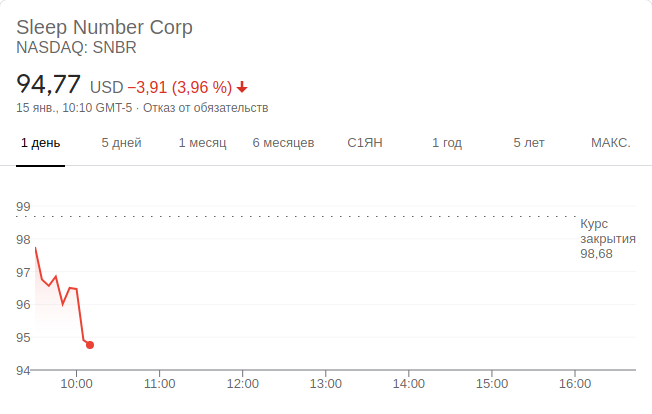 Sleep Number Corp
NASDAQ: SNBR
94,77 USD −3,91 (3,96 %)
15 янв., 10:10 GMT-5 · Отказ от обязательств
1 день 5 дней 1 месяц 6 месяцев С1ЯН 1 год 5 лет МАКС.
99
Курс
закрытия
98,68
98
97
96
95
94
10:00 11:00 12:00 13:00 14:00 15:00 16:00